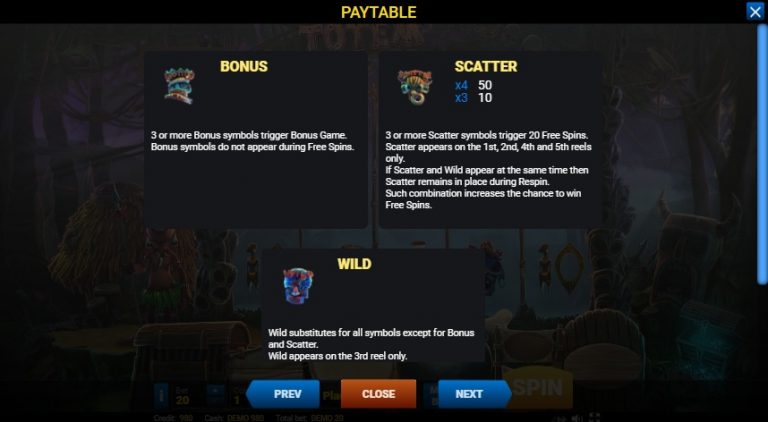 PAYTABLE
TOTEM
BONUS
3 or more Bonus symbols trigger Bonus Game.
Bonus symbols do not appear during Free Spins.
SCATTER
x4 50
x3 10
3 or more Scatter symbols trigger 20 Free Spins.
Scatter appears on the 1st, 2nd, 4th and 5th reels
only.
If Scatter and Wild appear at the same time then
Scatter remains in place during Respin.
Such combination increases the chance to win
Free Spins.
WILD
Wild substitutes for all symbols except for Bonus
and Scatter.
Wild appears on the 3rd reel only.
PREV
CLOSE
NEXT
SPIN
Bet
20
1
Credit: 980 Cash: DEMO 980 Total bet: DEMO 20